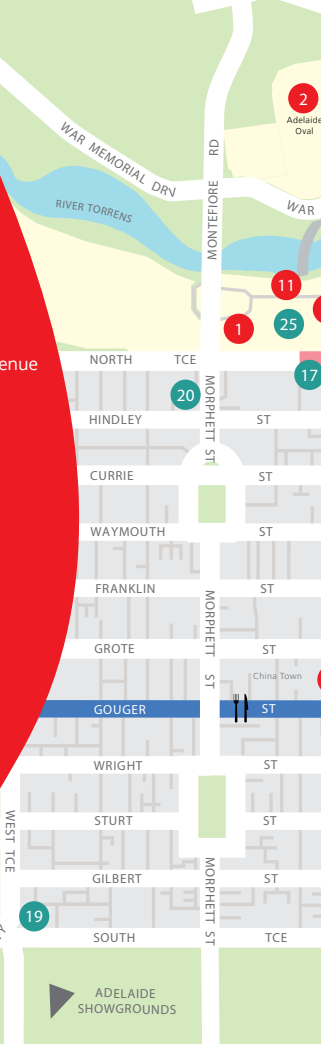 2
Adelaide
Oval
WAR MEMORIAL DRV
MONTEFIORE RD
RIVER TORRENS
WAR
11
1
25
enue
NORTH TCE
17
20
HINDLEY ST
MORPHETT ST
CURRIE ST
WAYMOUTH ST
FRANKLIN ST
MORPHETT ST
GROTE ST
China Town
GOUGER ST
WRIGHT ST
WEST TCE
STURT ST
GILBERT ST
MORPHETT ST
19
SOUTH TCE
ADELAIDE
SHOWGROUNDS